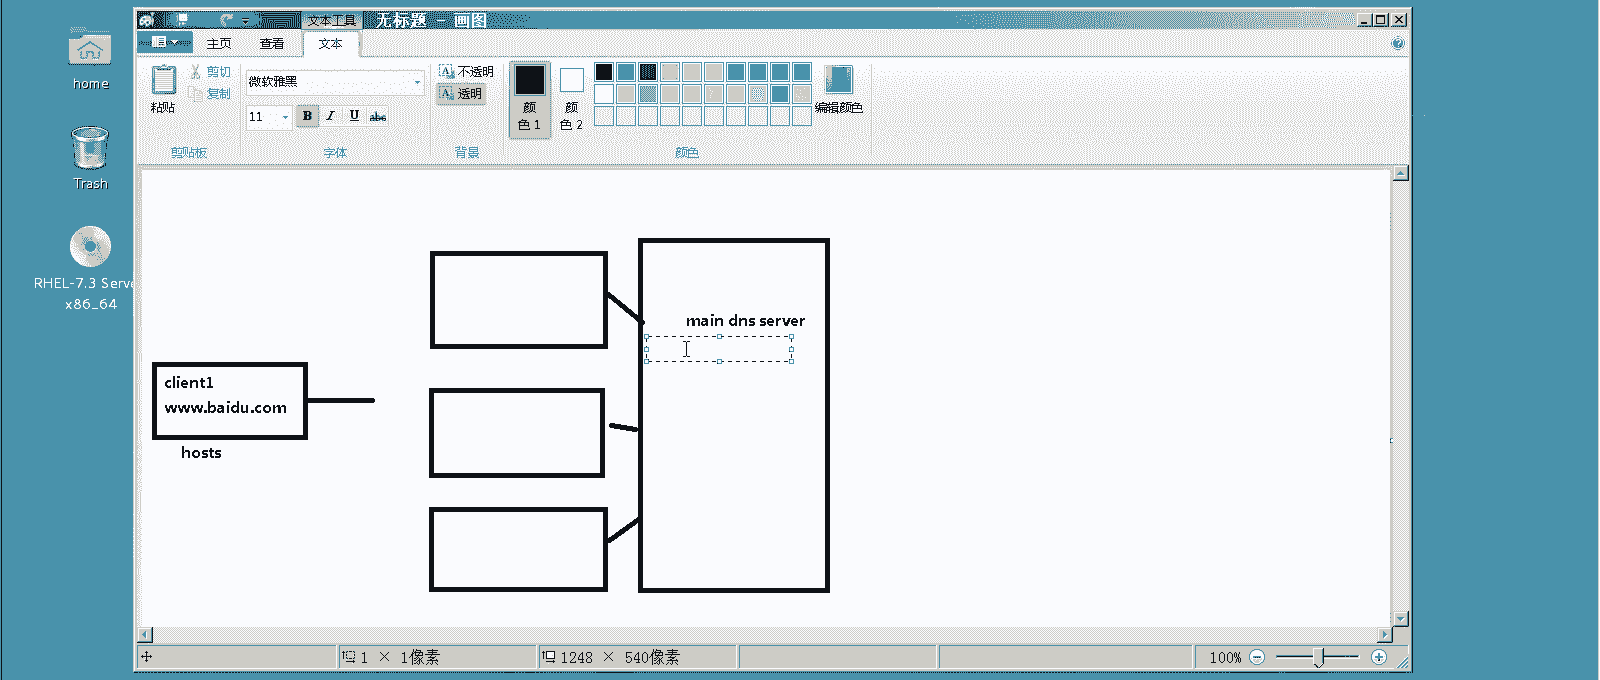 home
Trash
RHEL-7.3 Serve
x86_64
文本工具
无标题 - 画图
主页
查看
文本
粘贴
剪切
复制
剪贴板
微软雅黑
11
B I U abc
字体
A 不透明
A 透明
背景
颜
色 1
颜
色 2
编辑颜色
颜色
main dns server
client1
www.baidu.com
hosts
1 × 1像素
1248 × 540像素
100%